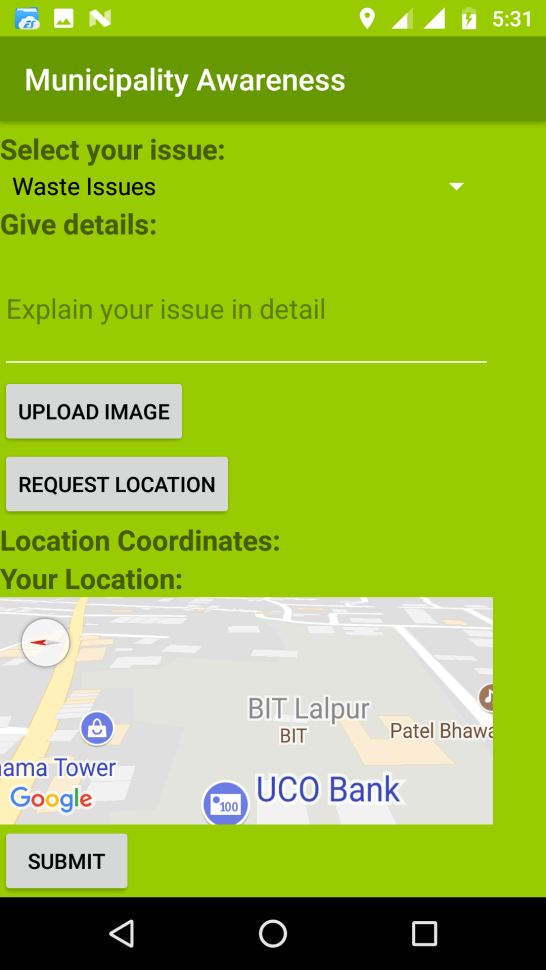 5:31
Municipality Awareness
Select your issue:
Waste Issues
Give details:
Explain your issue in detail
UPLOAD IMAGE
REQUEST LOCATION
Location Coordinates:
Your Location:
BIT Lalpur
BIT
Patel Bhawa
ama Tower
Google
UCO Bank
100
SUBMIT